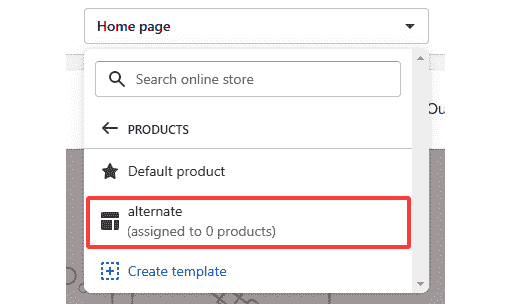 Home page
Search online store
PRODUCTS
Default product
alternate
(assigned to 0 products)
Create template
Ou